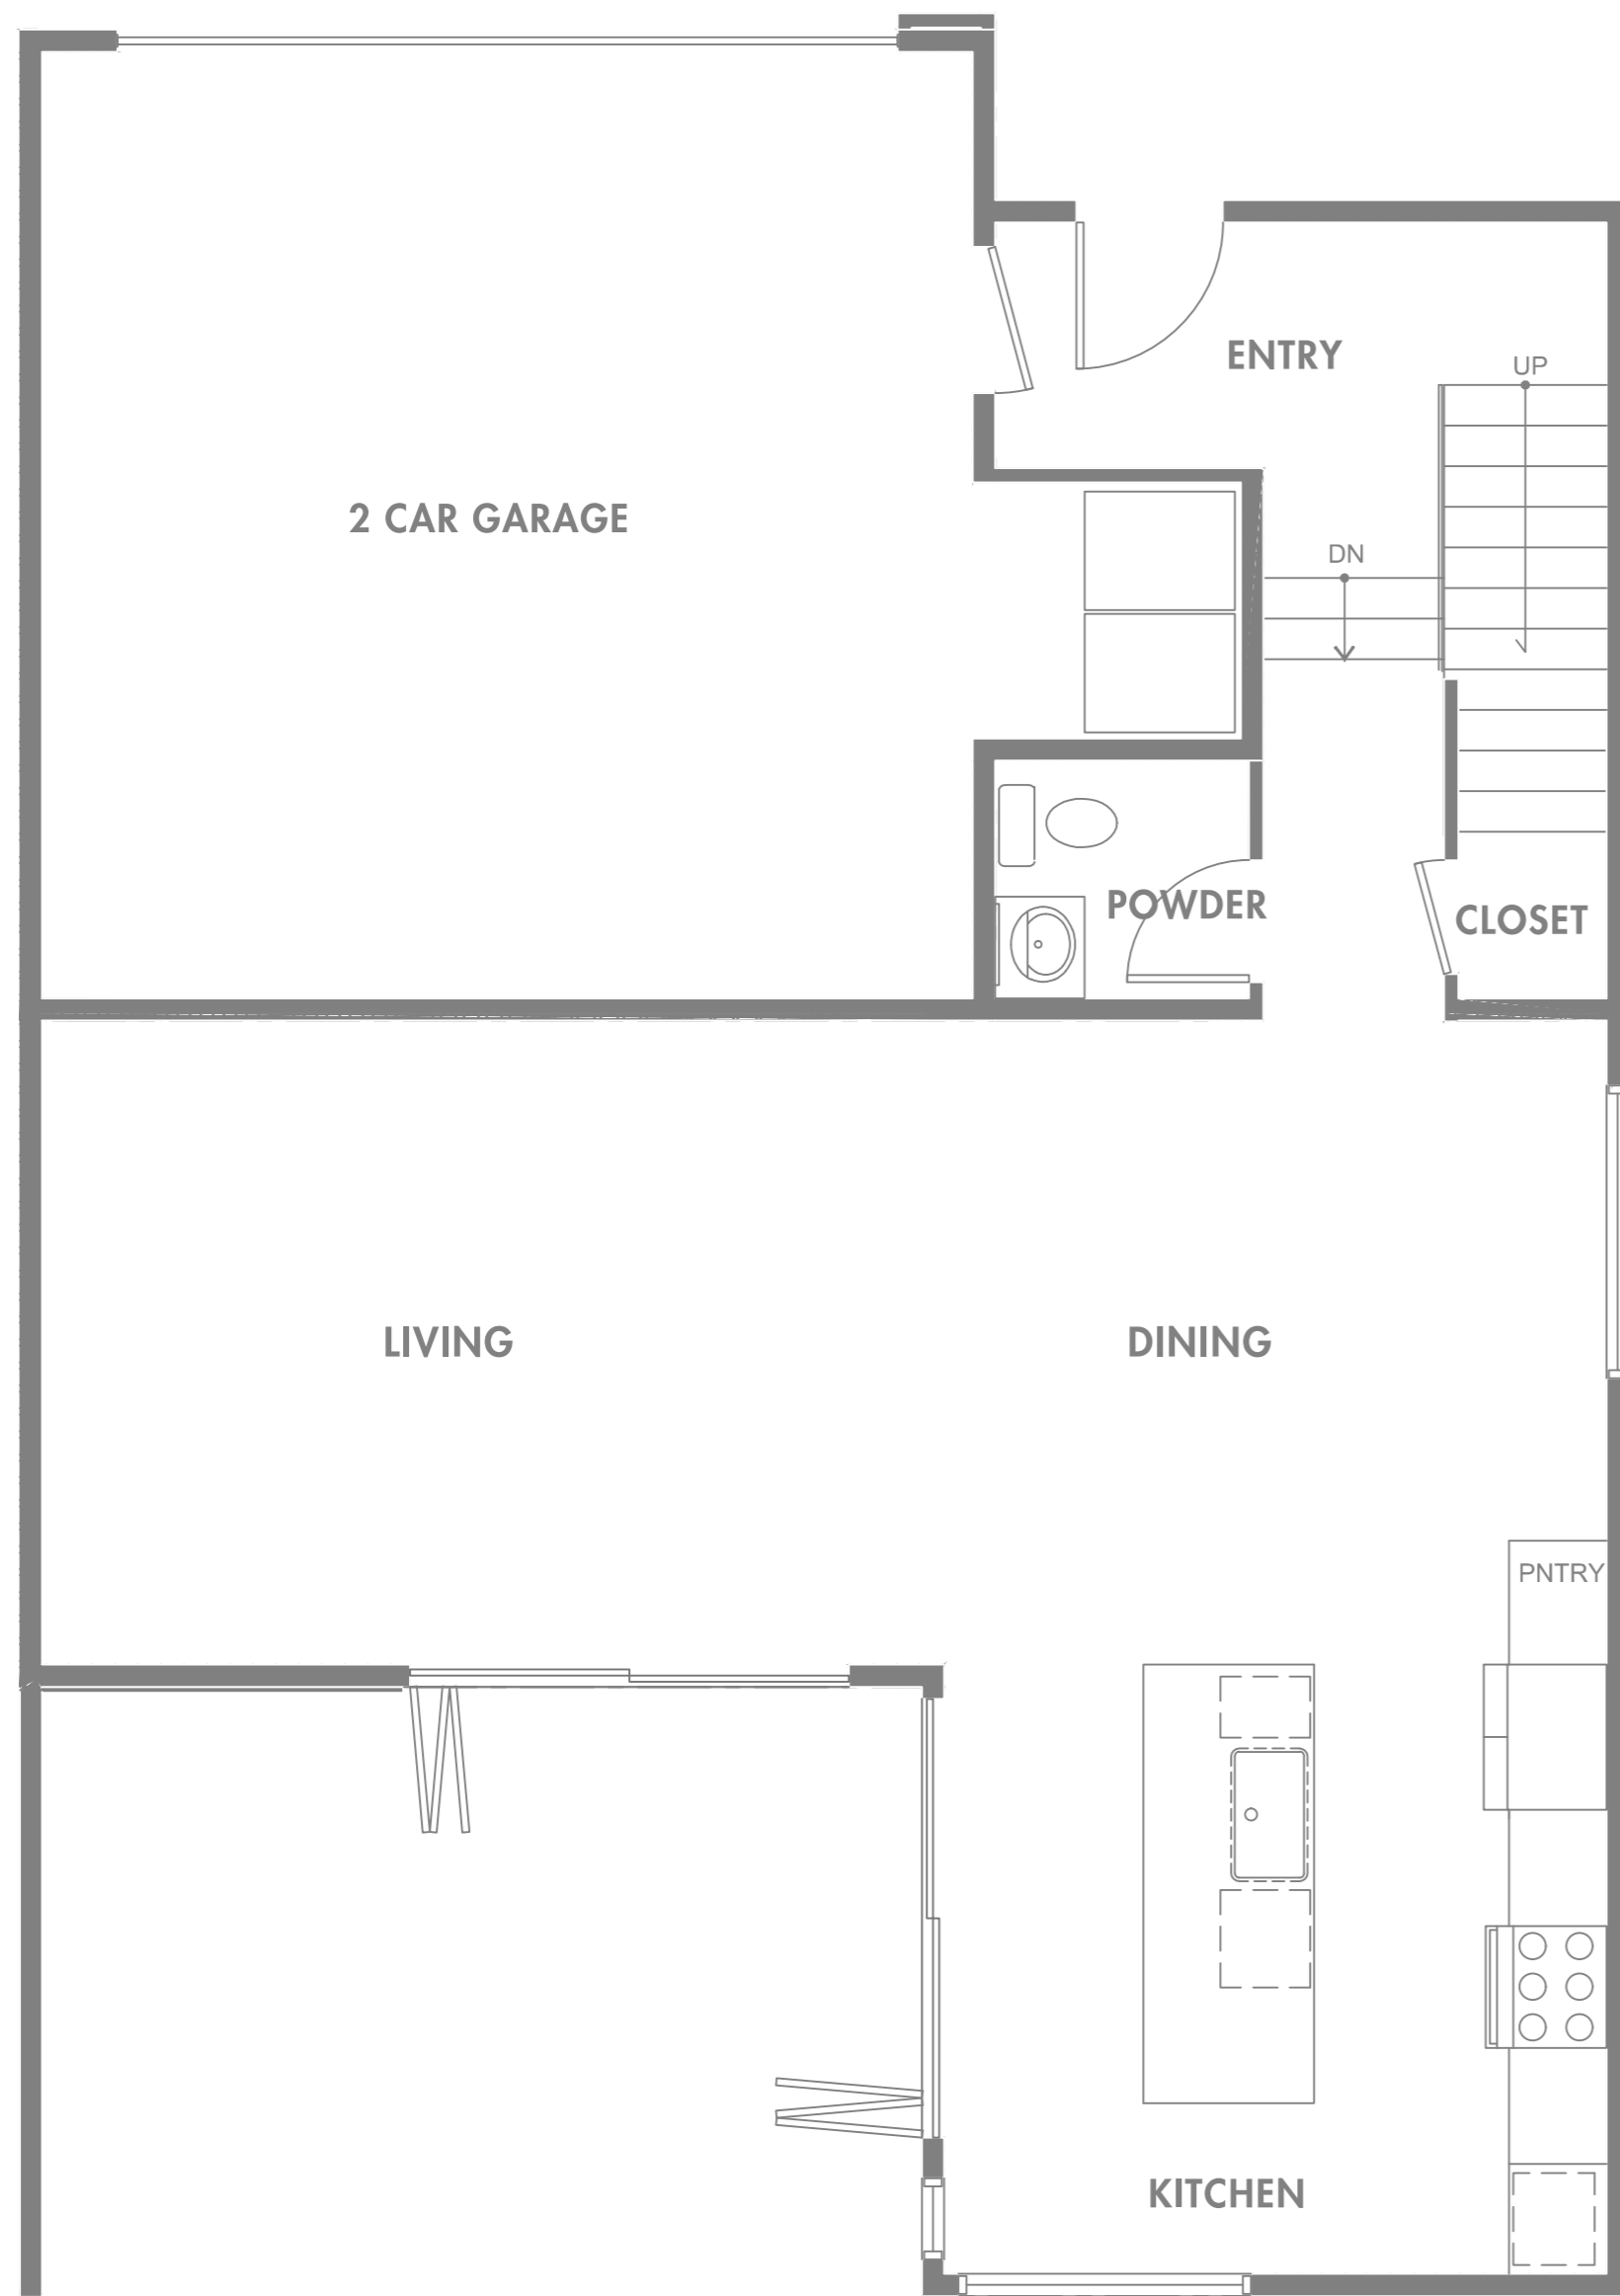 ENTRY
UP
2 CAR GARAGE
DN
POWDER
CLOSET
LIVING
DINING
PNTRY
KITCHEN